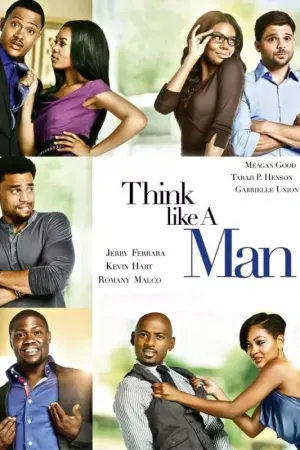 Meagan Good
Taraji P. Henson
Gabrielle Union
Think
like A
Man
Jerry Ferrara
Kevin Hart
Romany Malco